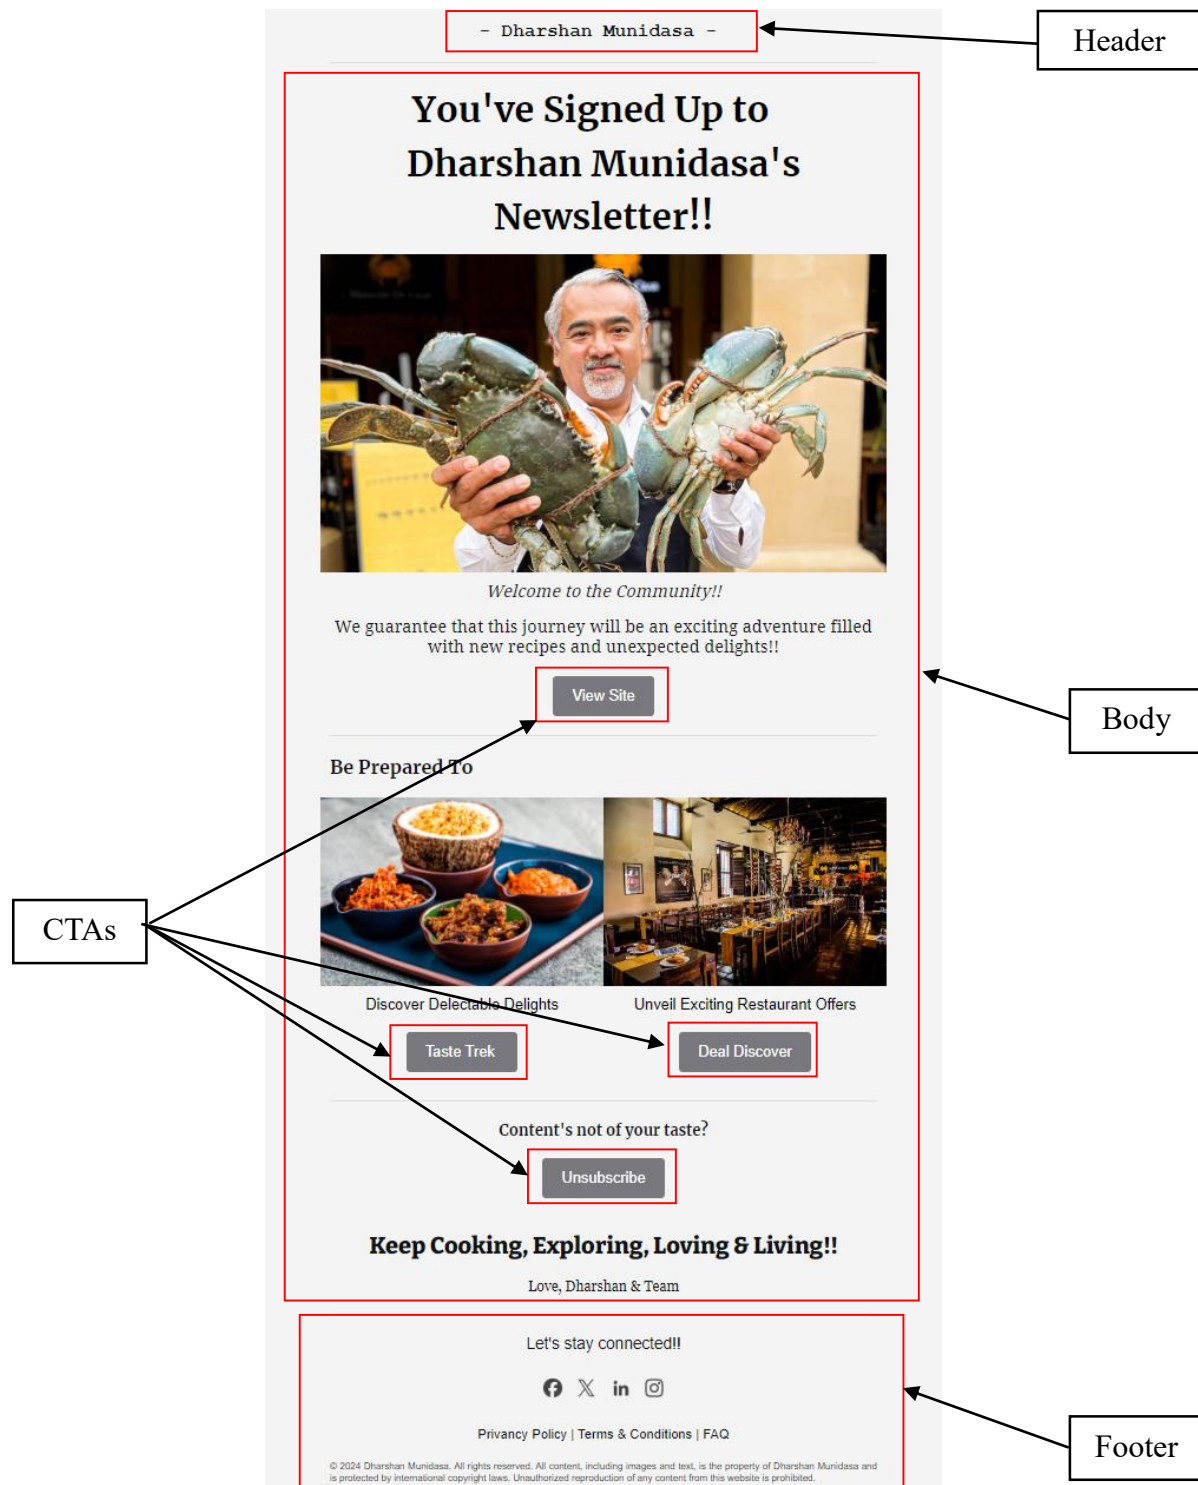 - Dharshan Munidasa -
Header
You've Signed Up to
Dharshan Munidasa's
Newsletter!!
Welcome to the Community!!
We guarantee that this journey will be an exciting adventure filled
with new recipes and unexpected delights!!
View Site
Body
Be Prepared To
CTAs
Discover Delectable Delights
Unveil Exciting Restaurant Offers
Taste Trek
Deal Discover
Content's not of your taste?
Unsubscribe
Keep Cooking, Exploring, Loving & Living!!
Love, Dharshan & Team
Let's stay connected!!
Privancy Policy | Terms & Conditions | FAQ
Footer
© 2024 Dharshan Munidasa. All rights reserved. All content, including images and text, is the property of Dharshan Munidasa and
is protected by international copyright laws. Unauthorized reproduction of any content from this website is prohibited.